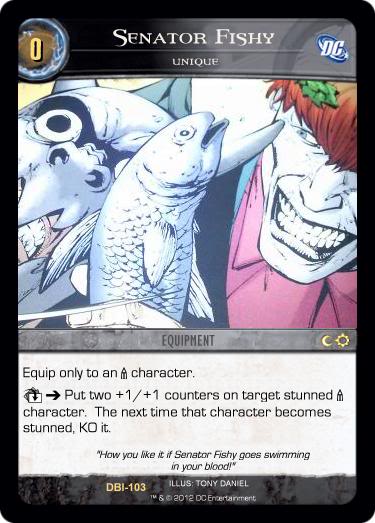 0
SENATOR FISHY
DC
UNIQUE
EQUIPMENT
Equip only to an character.
➔ Put two +1/+1 counters on target stunned
character. The next time that character becomes
stunned, KO it.
"How you like it if Senator Fishy goes swimming
in your blood!"
DBI-103 ILLUS: TONY DANIEL
™ & © 2012 DC Entertainment